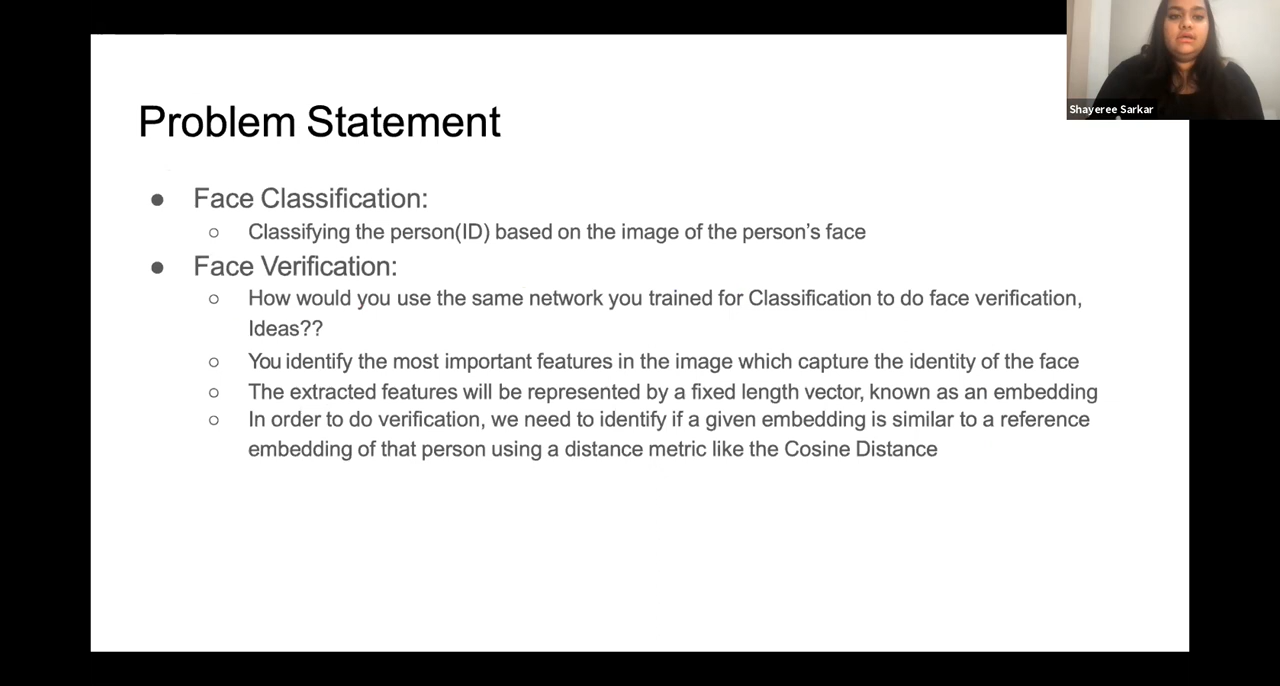 Shayeree Sarkar
Problem Statement
● Face Classification:
○ Classifying the person(ID) based on the image of the person’s face
● Face Verification:
○ How would you use the same network you trained for Classification to do face verification,
Ideas??
○ You identify the most important features in the image which capture the identity of the face
○ The extracted features will be represented by a fixed length vector, known as an embedding
○ In order to do verification, we need to identify if a given embedding is similar to a reference
embedding of that person using a distance metric like the Cosine Distance